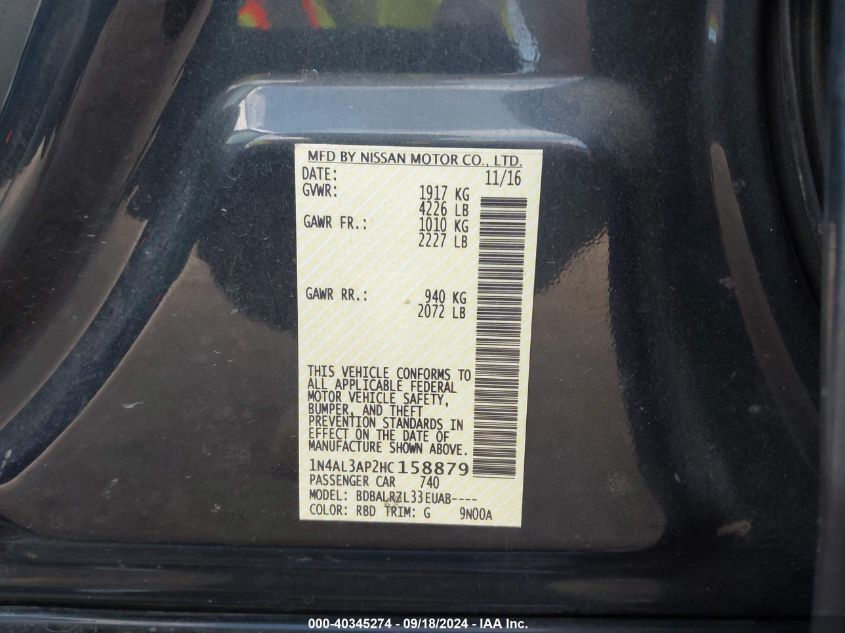 MFD BY NISSAN MOTOR CO., LTD.
DATE: 11/16
GVWR: 1917 KG
4226 LB
GAWR FR.: 1010 KG
2227 LB
GAWR RR.: 940 KG
2072 LB
THIS VEHICLE CONFORMS TO
ALL APPLICABLE FEDERAL
MOTOR VEHICLE SAFETY,
BUMPER, AND THEFT
PREVENTION STANDARDS IN
EFFECT ON THE DATE OF
MANUFACTURE SHOWN ABOVE.
1N4AL3AP2HC158879
PASSENGER CAR 740
MODEL: BDBALRZL33EUAB----
COLOR: RBD TRIM: G 9N00A
000-40345274 - 09/18/2024 - IAA Inc.